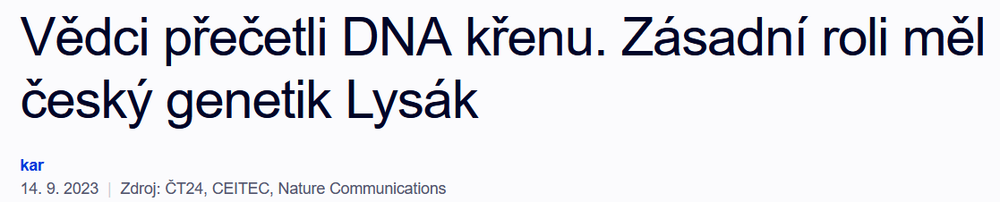 Vědci přečetli DNA křenu. Zásadní roli měl
český genetik Lysák
kar
14. 9. 2023 | Zdroj: ČT24, CEITEC, Nature Communications